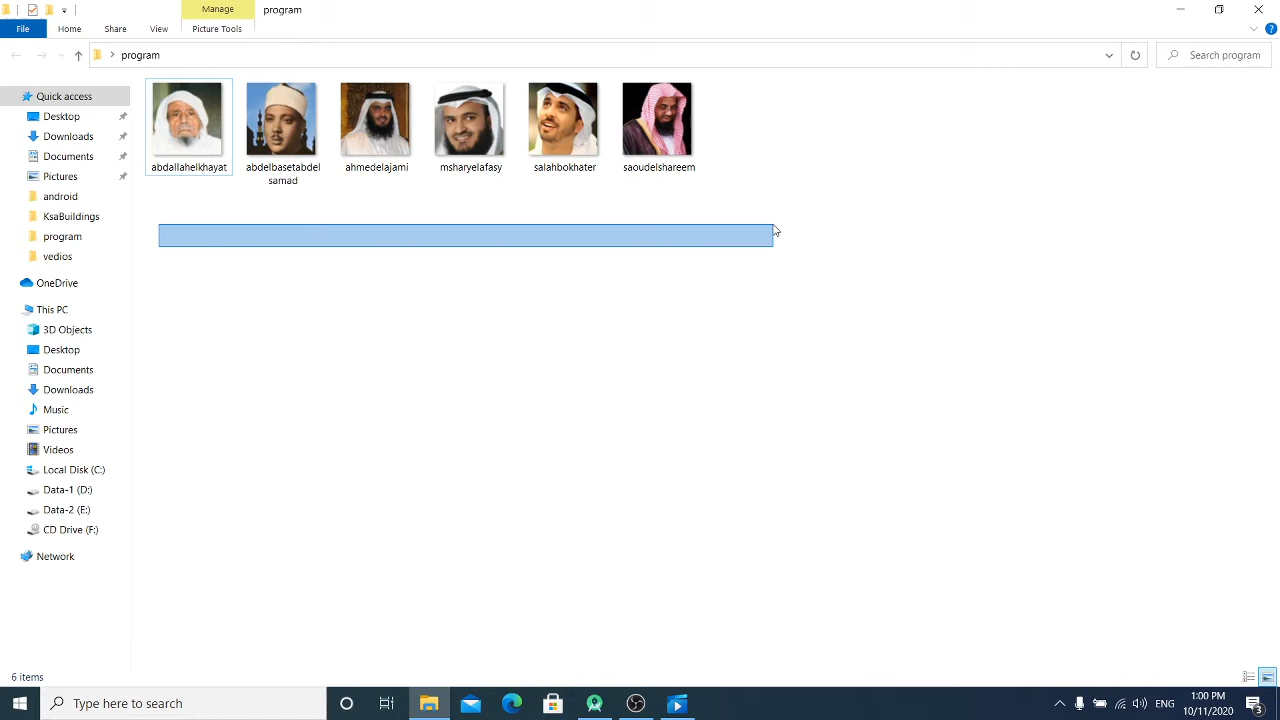 Manage
program
File
Home
Share
View
Picture Tools
program
Search program
Quick access
Desktop
Downloads
Documents
Pictures
android
KsaBuildings
program
vedios
OneDrive
This PC
3D Objects
Desktop
Documents
Downloads
Music
Pictures
Videos
Local Disk (C:)
Data-1 (D:)
Data-2 (E:)
CD Drive (F:)
Network
abdallahelkhayat
abdelbasetabdel
samad
ahmedelajami
msharyelafasy
salahbokhater
saoudelshareem
6 items
Type here to search
ENG
1:00 PM
10/11/2020
3